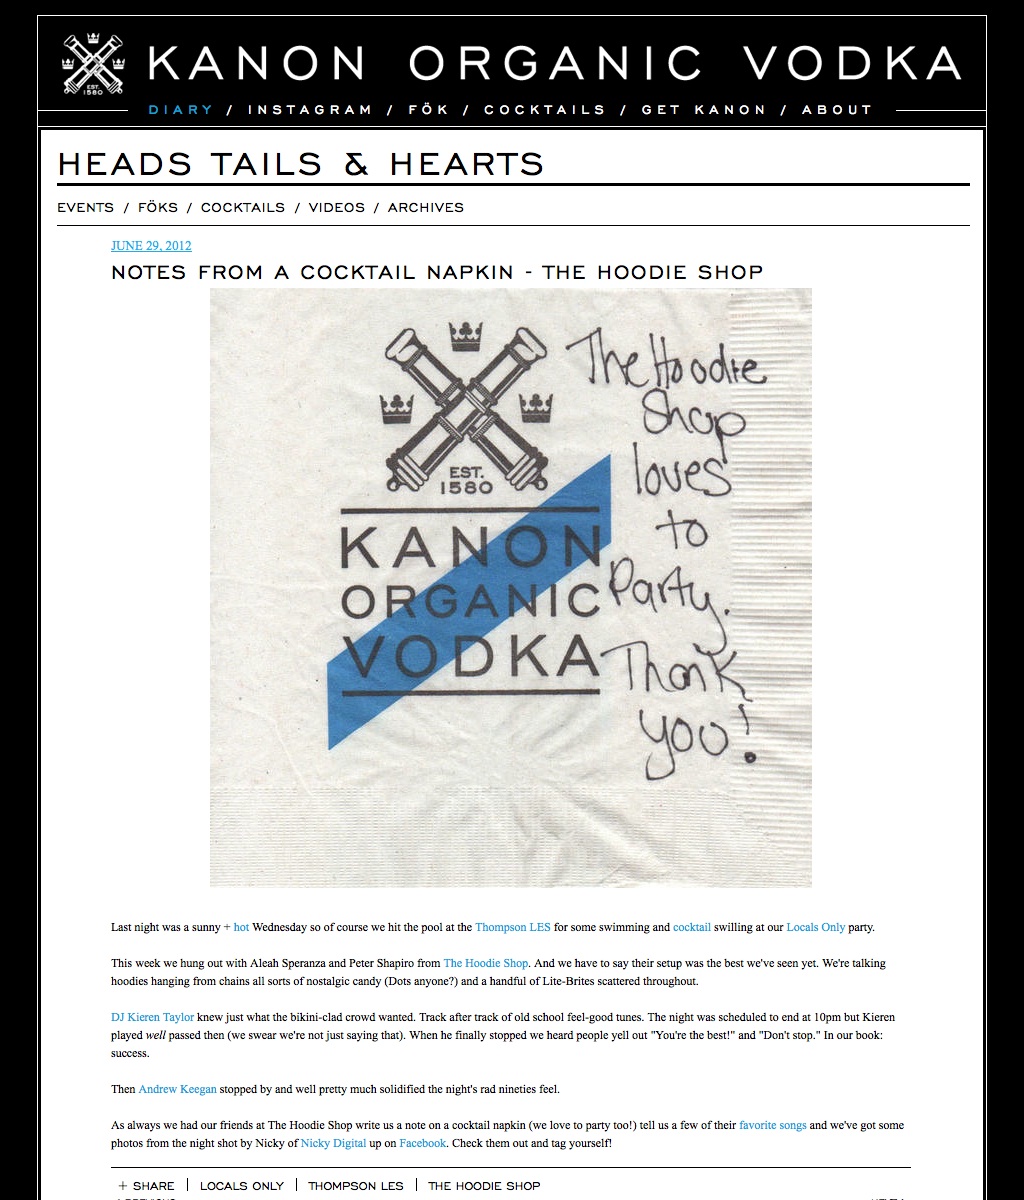 EST.
1580
KANON ORGANIC VODKA
DIARY / INSTAGRAM / FÖK / COCKTAILS / GET KANON / ABOUT
HEADS TAILS & HEARTS
EVENTS / FÖKS / COCKTAILS / VIDEOS / ARCHIVES
JUNE 29, 2012
NOTES FROM A COCKTAIL NAPKIN - THE HOODIE SHOP
EST.
1580
KANON
ORGANIC
VODKA
The Hoodie
Shop
loves
to
Party.
Thank
you!
Last night was a sunny + hot Wednesday so of course we hit the pool at the Thompson LES for some swimming and cocktail swilling at our Locals Only party.
This week we hung out with Aleah Speranza and Peter Shapiro from The Hoodie Shop. And we have to say their setup was the best we've seen yet. We're talking
hoodies hanging from chains all sorts of nostalgic candy (Dots anyone?) and a handful of Lite-Brites scattered throughout.
DJ Kieren Taylor knew just what the bikini-clad crowd wanted. Track after track of old school feel-good tunes. The night was scheduled to end at 10pm but Kieren
played well passed then (we swear we're not just saying that). When he finally stopped we heard people yell out "You're the best!" and "Don't stop." In our book:
success.
Then Andrew Keegan stopped by and well pretty much solidified the night's rad nineties feel.
As always we had our friends at The Hoodie Shop write us a note on a cocktail napkin (we love to party too!) tell us a few of their favorite songs and we've got some
photos from the night shot by Nicky of Nicky Digital up on Facebook. Check them out and tag yourself!
+ SHARE | LOCALS ONLY | THOMPSON LES | THE HOODIE SHOP